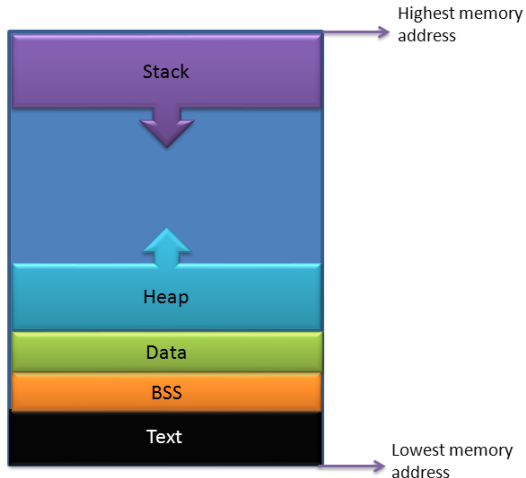 Highest memory
address
Stack
Heap
Data
BSS
Text
Lowest memory
address